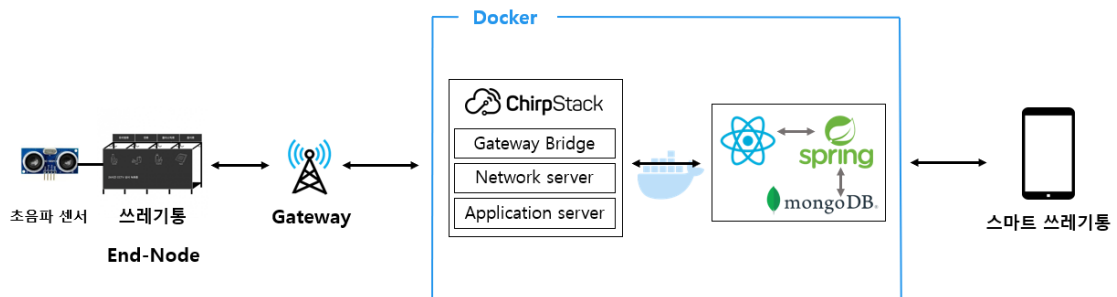 Docker
ChirpStack
Gateway Bridge
Network server
Application server
spring
mongoDB
초음파 센서
쓰레기통
End-Node
Gateway
스마트 쓰레기통